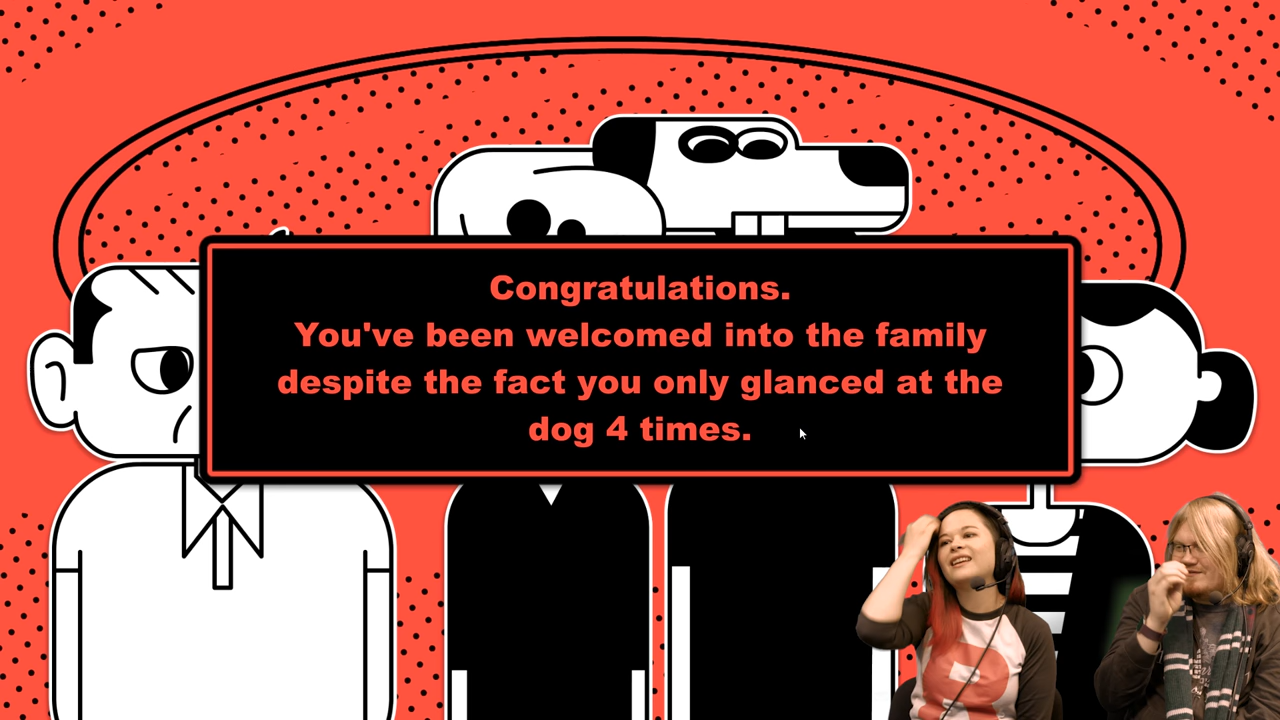 Congratulations.
You've been welcomed into the family
despite the fact you only glanced at the
dog 4 times.